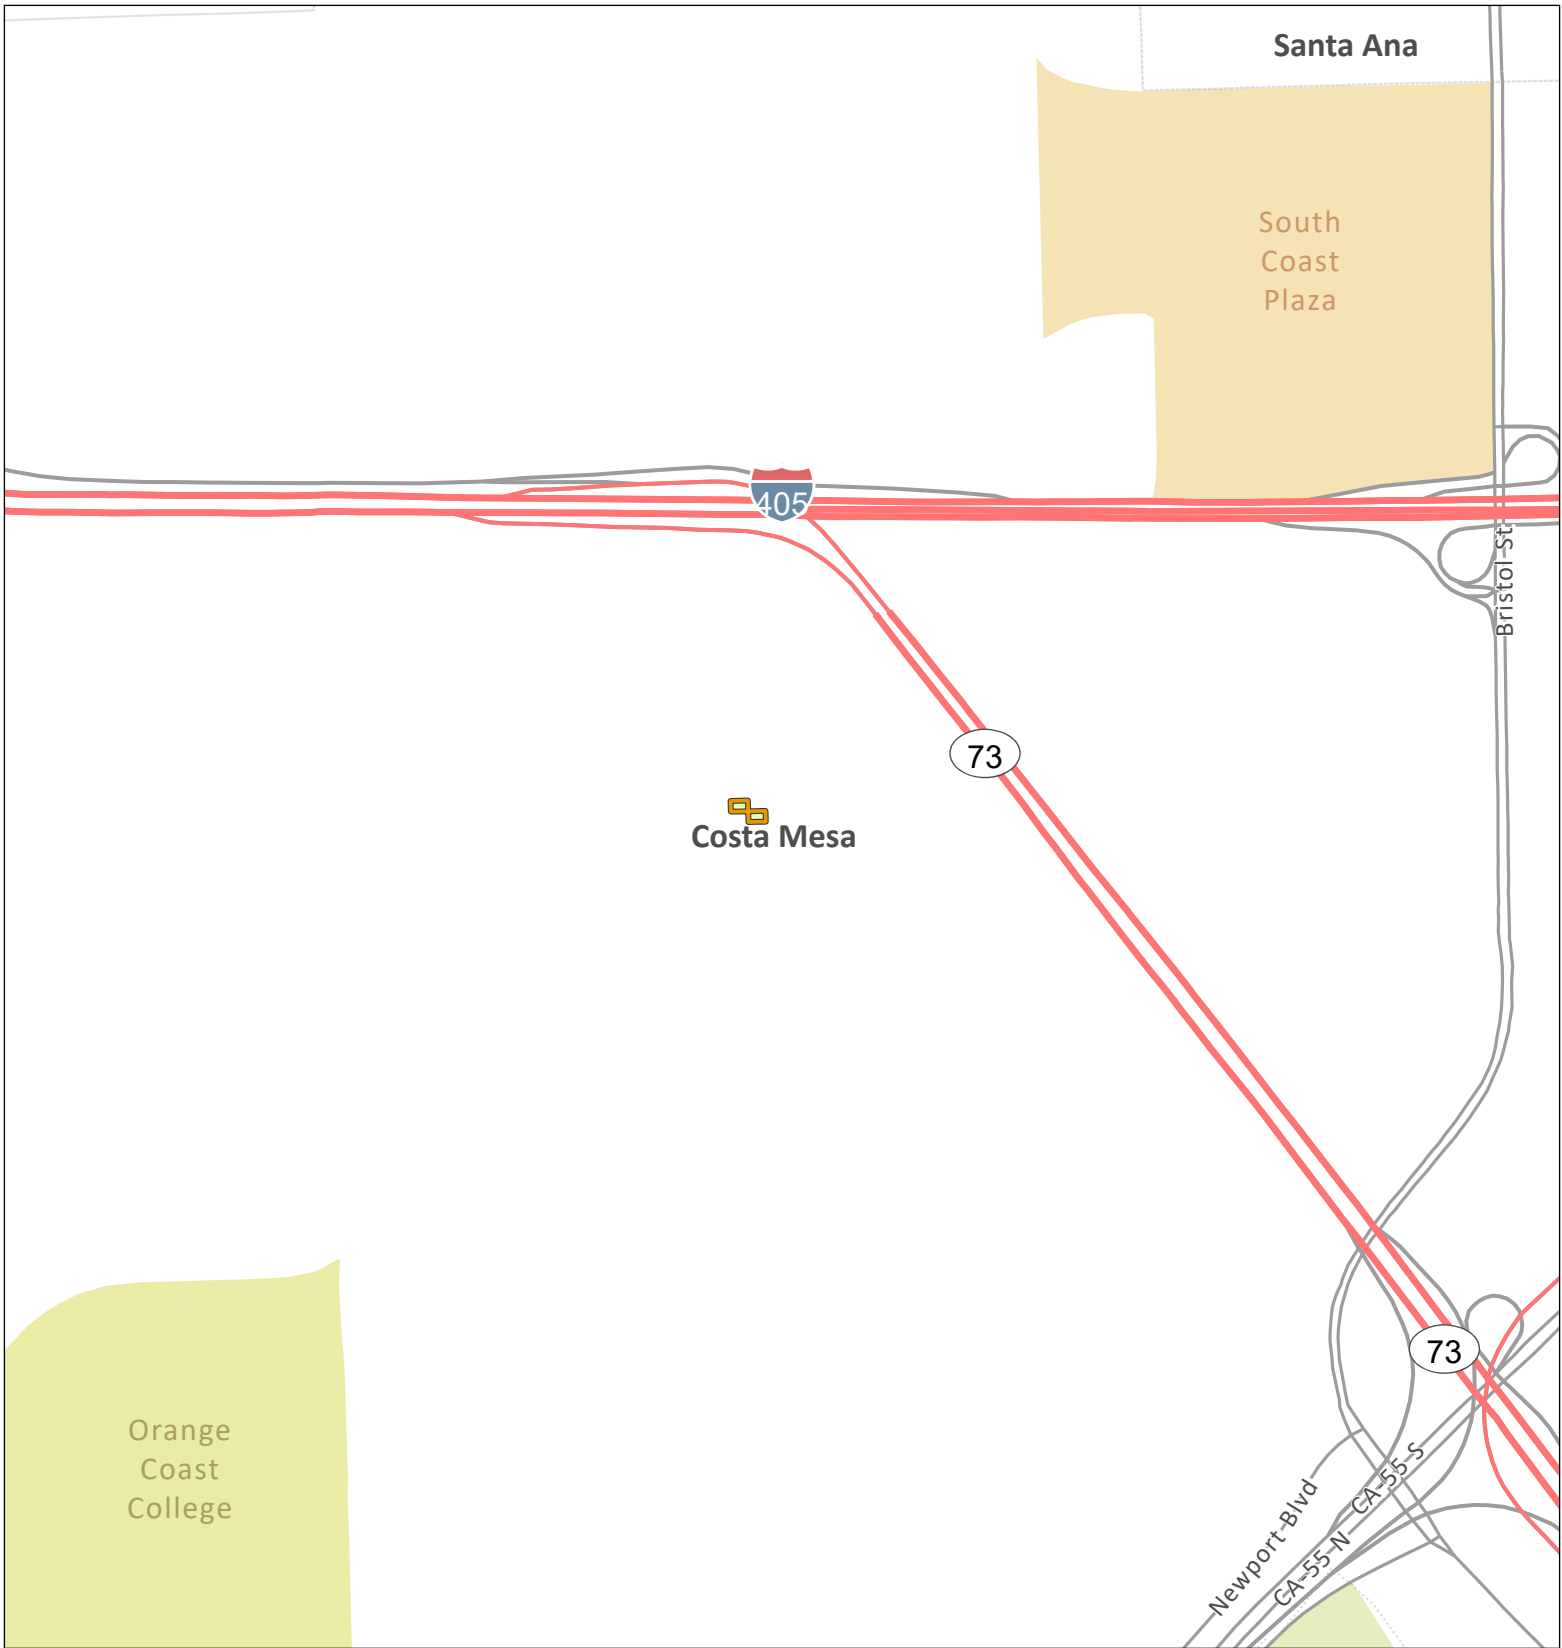 Santa Ana
South
Coast
Plaza
405
Bristol St
73
Costa Mesa
73
Orange
Coast
College
CA-55 S
Newport Blvd
CA-55 N